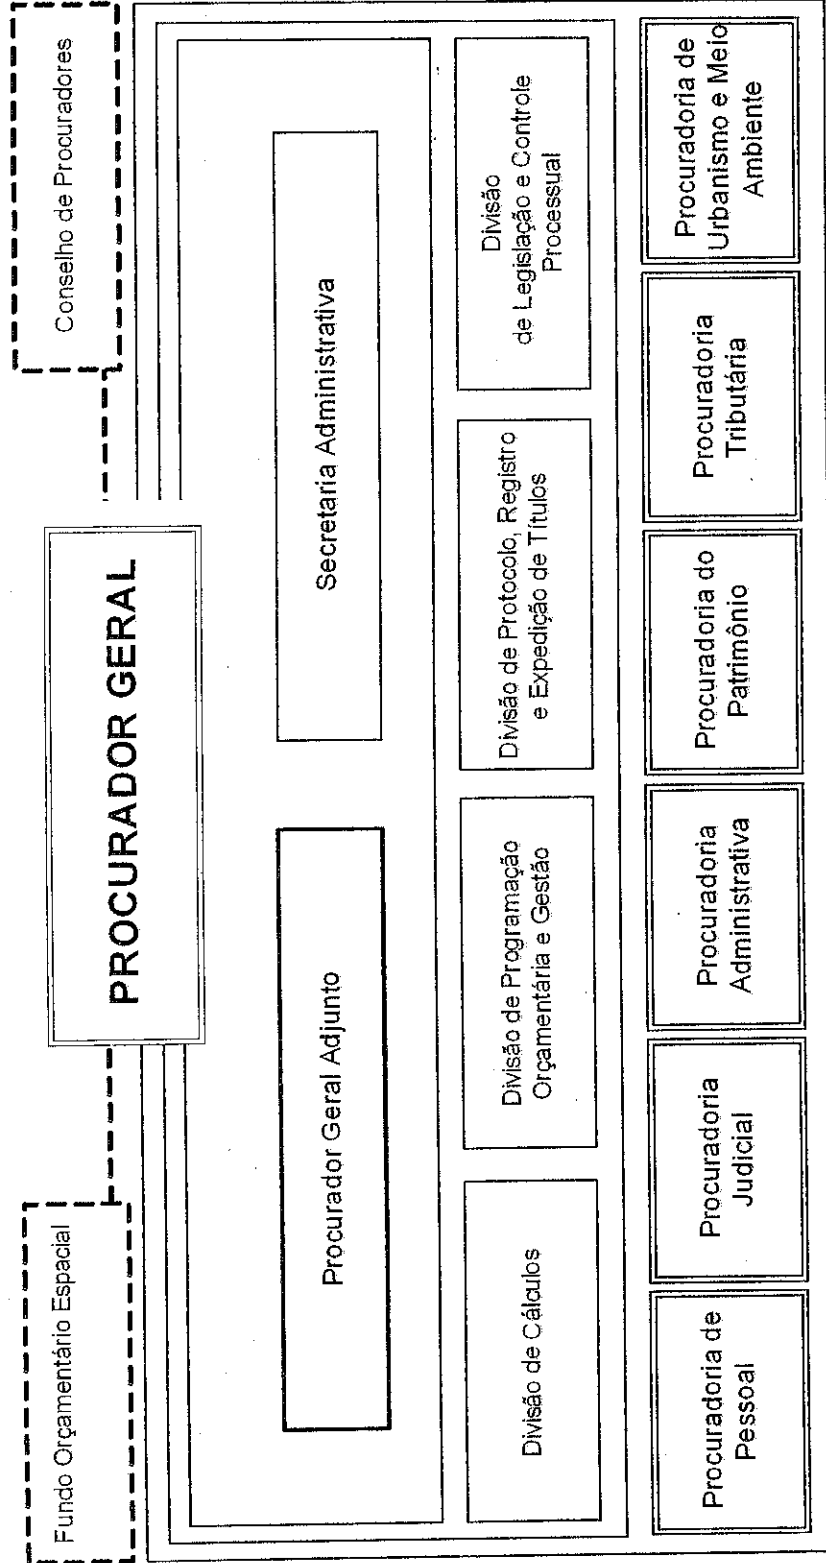 Fundo Orçamentário Espacial
Conselho de Procuradores
PROCURADOR GERAL
Procurador Geral Adjunto
Secretaria Administrativa
Divisão de Cálculos
Divisão de Programação
Orçamentária e Gestão
Divisão de Protocolo, Registro
e Expedição de Títulos
Divisão
de Legislação e Controle
Processual
Procuradoria de
Pessoal
Procuradoria
Judicial
Procuradoria
Administrativa
Procuradoria do
Patrimônio
Procuradoria
Tributária
Procuradoria de
Urbanismo e Meio
Ambiente